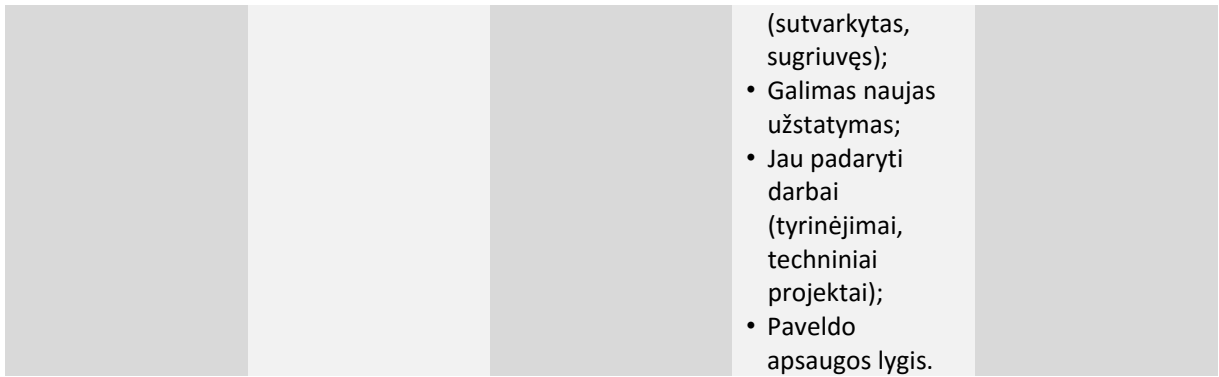 (sutvarkytas,
sugriuvęs);
• Galimas naujas
užstatymas;
• Jau padaryti
darbai
(tyrinėjimai,
techniniai
projektai);
• Paveldo
apsaugos lygis.